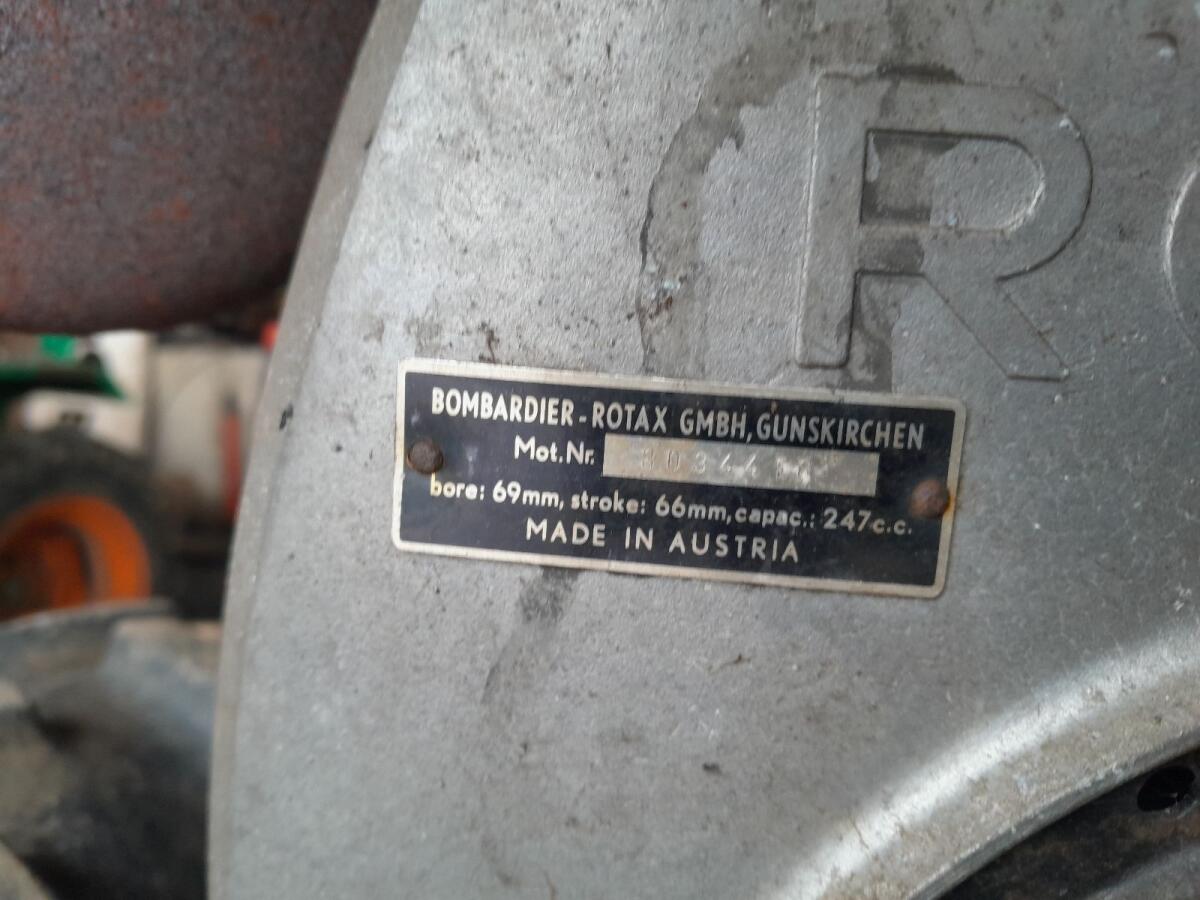 R
BOMBARDIER-ROTAX GMBH, GUNSKIRCHEN
Mot.Nr.
bore: 69mm, stroke: 66mm, capac.: 247c.c.
MADE IN AUSTRIA